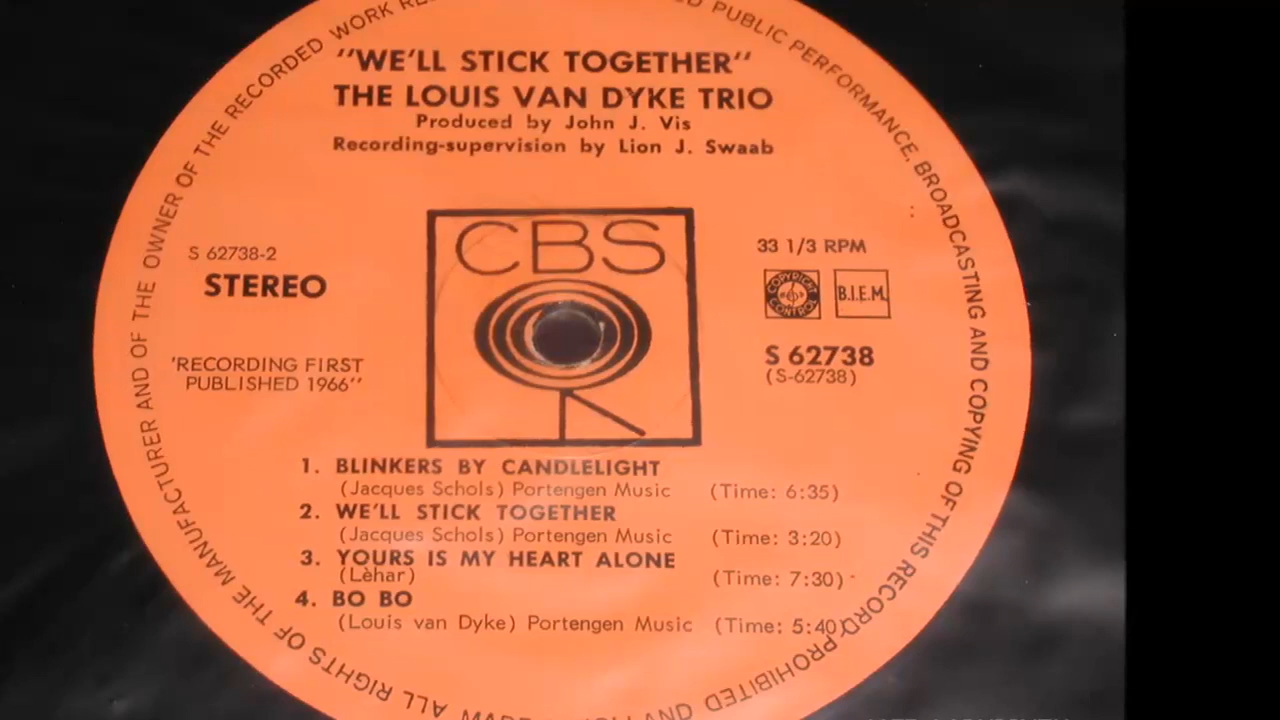 "WE'LL STICK TOGETHER"
THE LOUIS VAN DYKE TRIO
Produced by John J. Vis
Recording-supervision by Lion J. Swaab
CBS
S 62738-2
STEREO
'RECORDING FIRST
PUBLISHED 1966"
33 1/3 RPM
COPYRIGHT CONTROL
B.I.E.M.
S 62738
(S-62738)
1. BLINKERS BY CANDLELIGHT
(Jacques Schols) Portengen Music (Time: 6:35)
2. WE'LL STICK TOGETHER
(Jacques Schols) Portengen Music (Time: 3:20)
3. YOURS IS MY HEART ALONE
(Lèhar) (Time: 7:30)
4. BO BO
(Louis van Dyke) Portengen Music (Time: 5:40)
ALL RIGHTS OF THE MANUFACTURER AND OF THE OWNER OF THE RECORDED WORK
PUBLIC PERFORMANCE, BROADCASTING AND COPYING OF THIS RECORD PROHIBITED